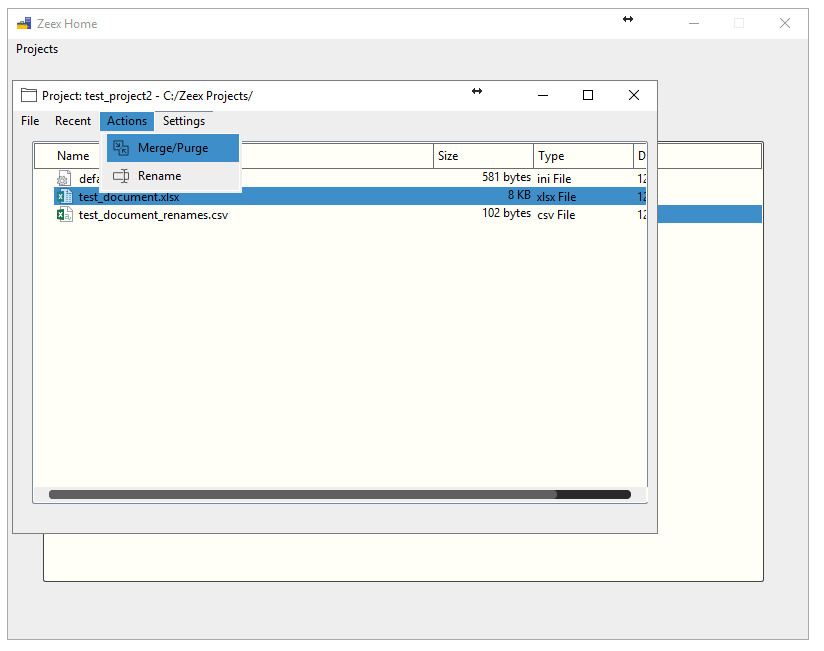 Zeex Home
Projects
Project: test_project2 - C:/Zeex Projects/
File Recent Actions Settings
Merge/Purge
Rename
Name Size Type D
defa 581 bytes ini File 12
test_document.xlsx 8 KB xlsx File 12
test_document_renames.csv 102 bytes csv File 12